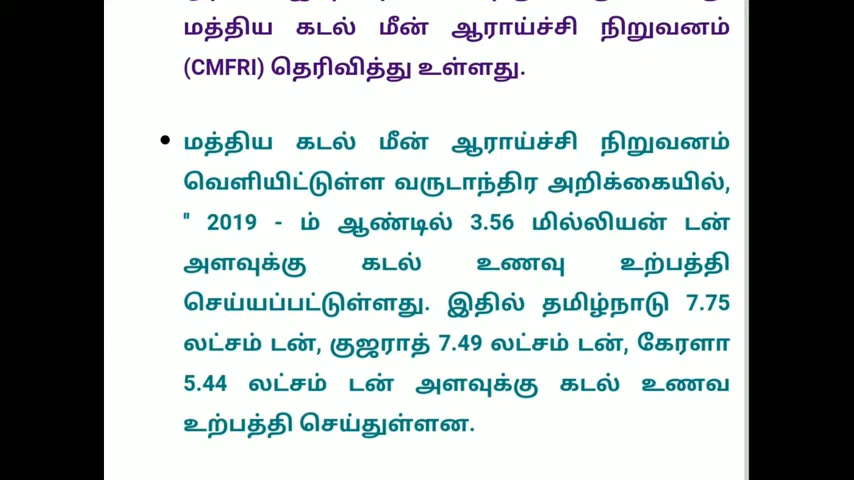 மத்திய கடல் மீன் ஆராய்ச்சி நிறுவனம்
(CMFRI) தெரிவித்து உள்ளது.
• மத்திய கடல் மீன் ஆராய்ச்சி நிறுவனம்
வெளியிட்டுள்ள வருடாந்திர அறிக்கையில்,
" 2019 - ம் ஆண்டில் 3.56 மில்லியன் டன்
அளவுக்கு கடல் உணவு உற்பத்தி
செய்யப்பட்டுள்ளது. இதில் தமிழ்நாடு 7.75
லட்சம் டன், குஜராத் 7.49 லட்சம் டன், கேரளா
5.44 லட்சம் டன் அளவுக்கு கடல் உணவ
உற்பத்தி செய்துள்ளன.